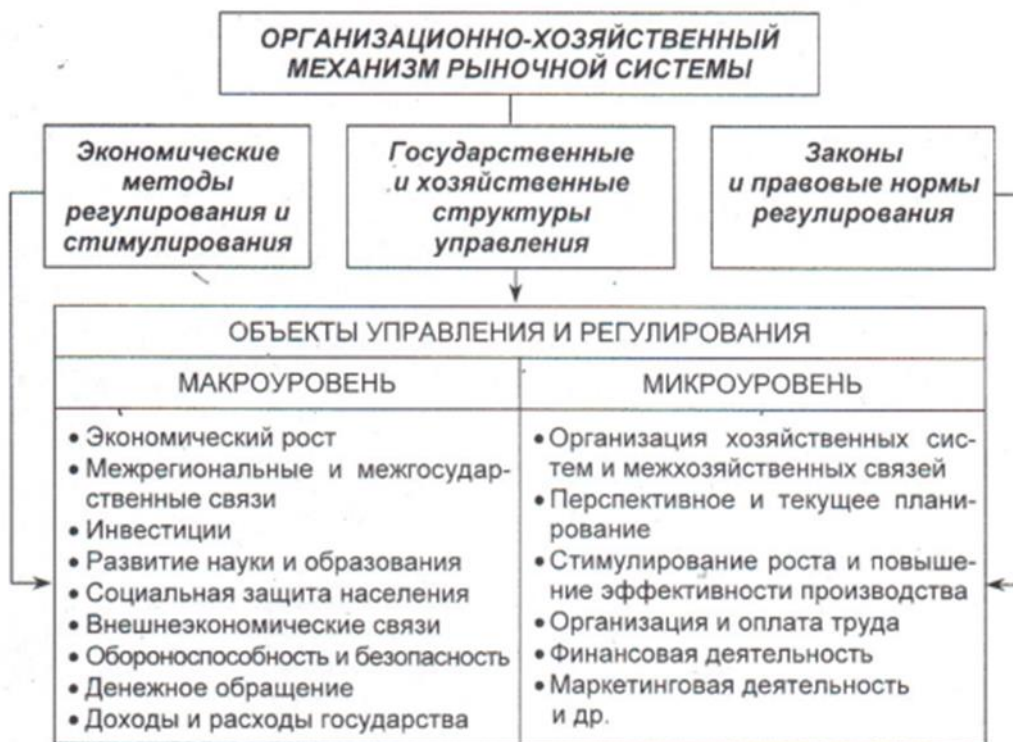 ОРГАНИЗАЦИОННО-ХОЗЯЙСТВЕННЫЙ
МЕХАНИЗМ РЫНОЧНОЙ СИСТЕМЫ
Экономические
методы
регулирования и
стимулирования
Государственные
и хозяйственные
структуры
управления
Законы
и правовые нормы
регулирования
ОБЪЕКТЫ УПРАВЛЕНИЯ И РЕГУЛИРОВАНИЯ
МАКРОУРОВЕНЬ
• Экономический рост
• Межрегиональные и межгосудар-
ственные связи
• Инвестиции
• Развитие науки и образования
• Социальная защита населения
• Внешнеэкономические связи
• Обороноспособность и безопасность
• Денежное обращение
• Доходы и расходы государства
МИКРОУРОВЕНЬ
• Организация хозяйственных сис-
тем и межхозяйственных связей
• Перспективное и текущее плани-
рование
• Стимулирование роста и повыше-
ние эффективности производства
• Организация и оплата труда
• Финансовая деятельность
• Маркетинговая деятельность
и др.